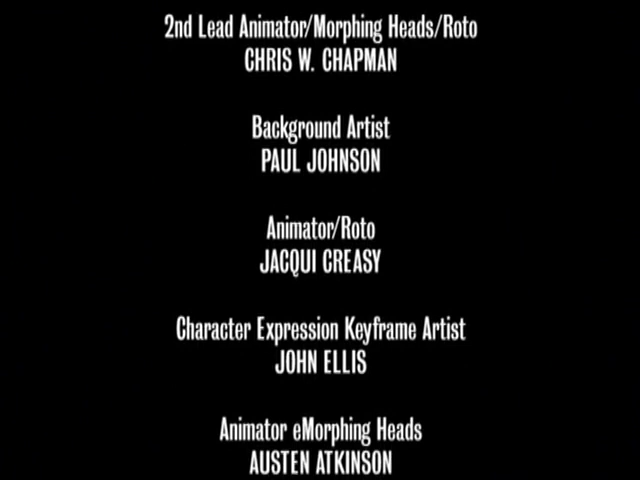 2nd Lead Animator/Morphing Heads/Roto
CHRIS W. CHAPMAN
Background Artist
PAUL JOHNSON
Animator/Roto
JACQUI CREASY
Character Expression Keyframe Artist
JOHN ELLIS
Animator eMorphing Heads
AUSTEN ATKINSON